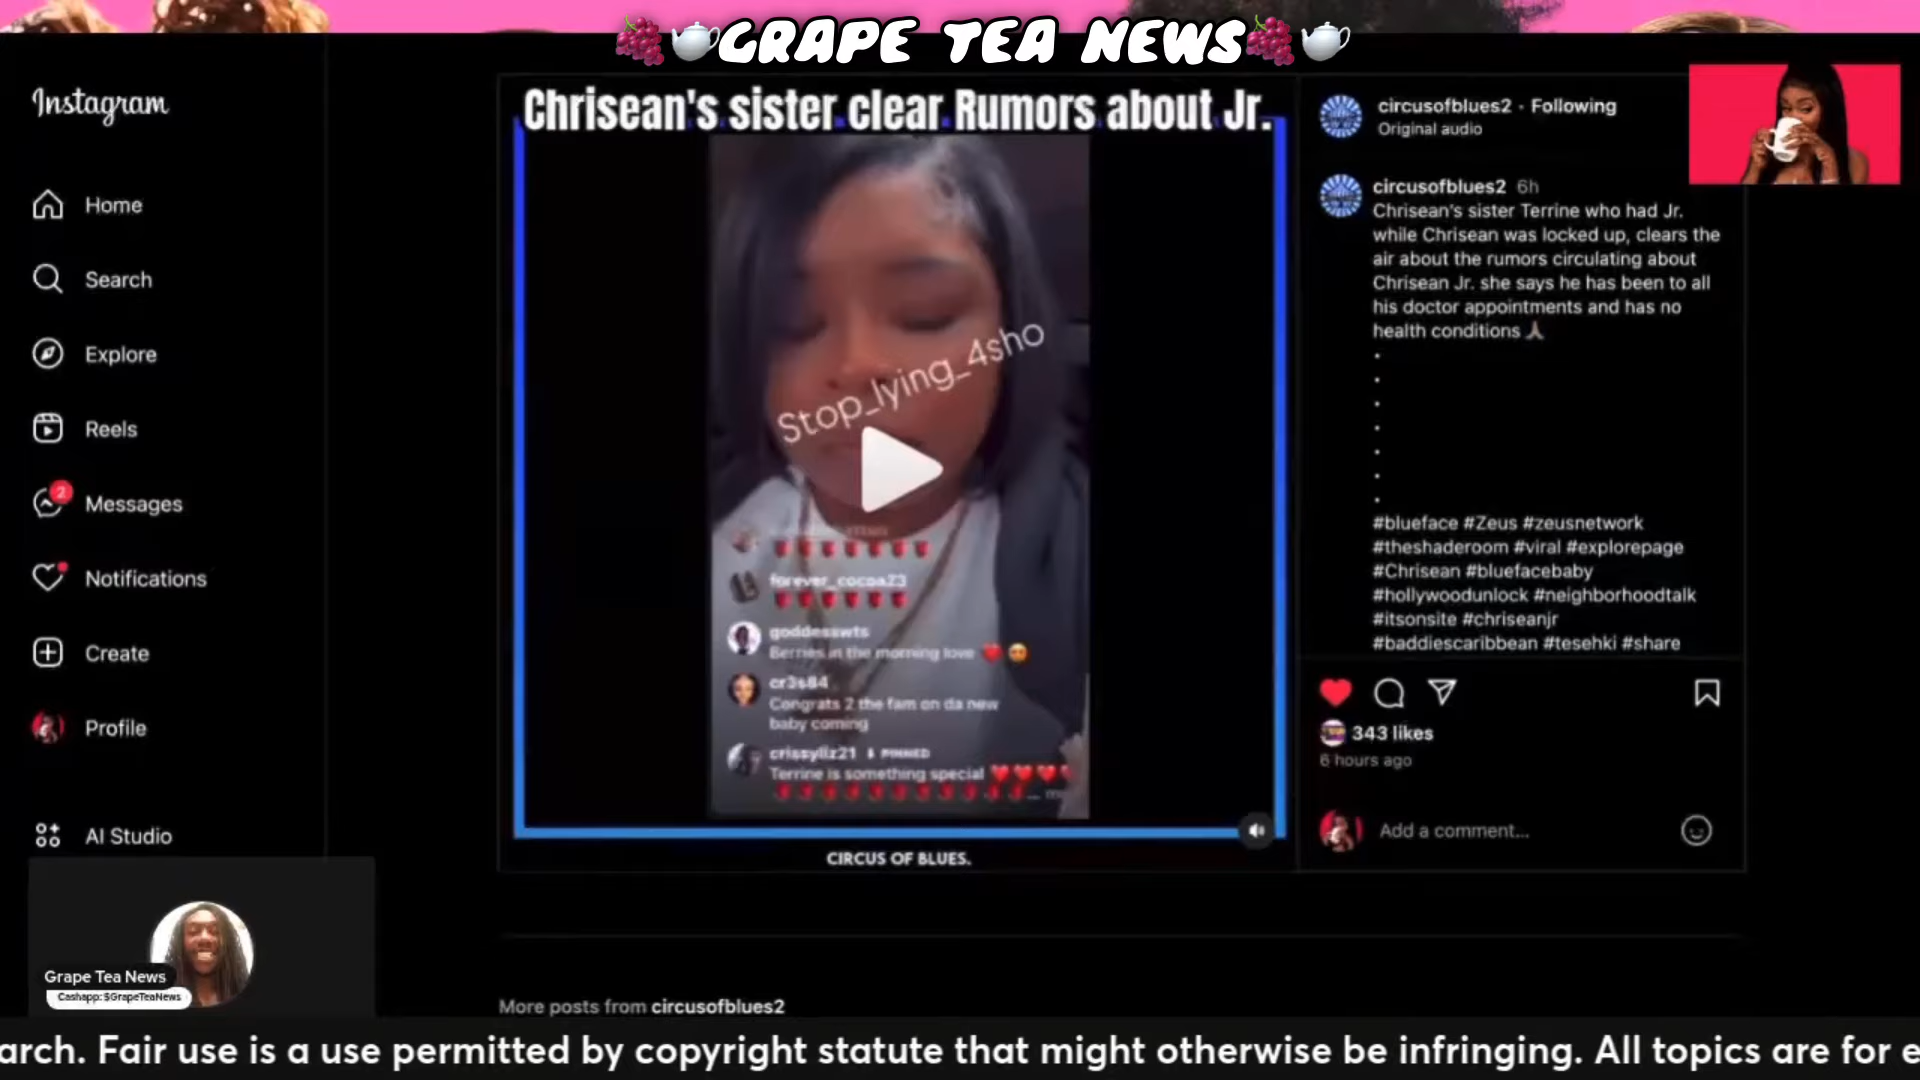 GRAPE TEA NEWS
Instagram
Home
Search
Explore
Reels
2
Messages
Notifications
Create
Profile
AI Studio
Grape Tea News
Cashapp: $GrapeTeaNews
Chrisean's sister clear Rumors about Jr.
Stop_lying_4sho
forever_cocoa23
goddesswts
Berries in the morning love
cr3s84
Congrats 2 the fam on da new
baby coming
crissyliz21 PINNED
Terrine is something special
CIRCUS OF BLUES.
circusofblues2 • Following
Original audio
circusofblues2 6h
Chrisean's sister Terrine who had Jr.
while Chrisean was locked up, clears the
air about the rumors circulating about
Chrisean Jr. she says he has been to all
his doctor appointments and has no
health conditions 🙏🏾
.
.
.
.
.
.
.
#blueface #Zeus #zeusnetwork
#theshaderoom #viral #explorepage
#Chrisean #bluefacebaby
#hollywoodunlock #neighborhoodtalk
#itsonsite #chriseanjr
#baddiescaribbean #tesehki #share
343 likes
6 hours ago
Add a comment...
More posts from circusofblues2
arch. Fair use is a use permitted by copyright statute that might otherwise be infringing. All topics are for e